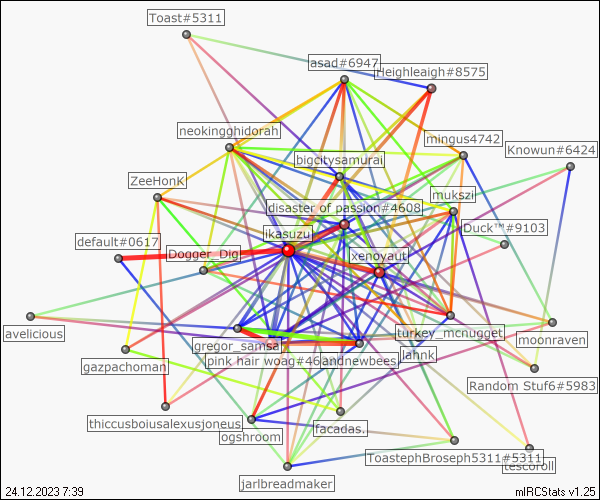 Toast#5311
asad#6947
Heighleigh#8575
neokingghidorah
mingus4742
Knowun#6424
bigcitysamurai
ZeeHonK
mukszi
disaster of passion#4608
Duck™#9103
ikasuzu
default#0617
Dogger_Dig
xenoyaut
avelicious
turkey_mcnugget
moonraven
gregor_samsa
gazpachoman
pink hair woag#46
andnewbees
lahnk
Random Stuf6#5983
thiccusboiusalexusjoneus
facadas.
ogshroom
ToastephBroseph5311#5311
tescoroll
jarlbreadmaker
24.12.2023 7:39
mIRCStats v1.25